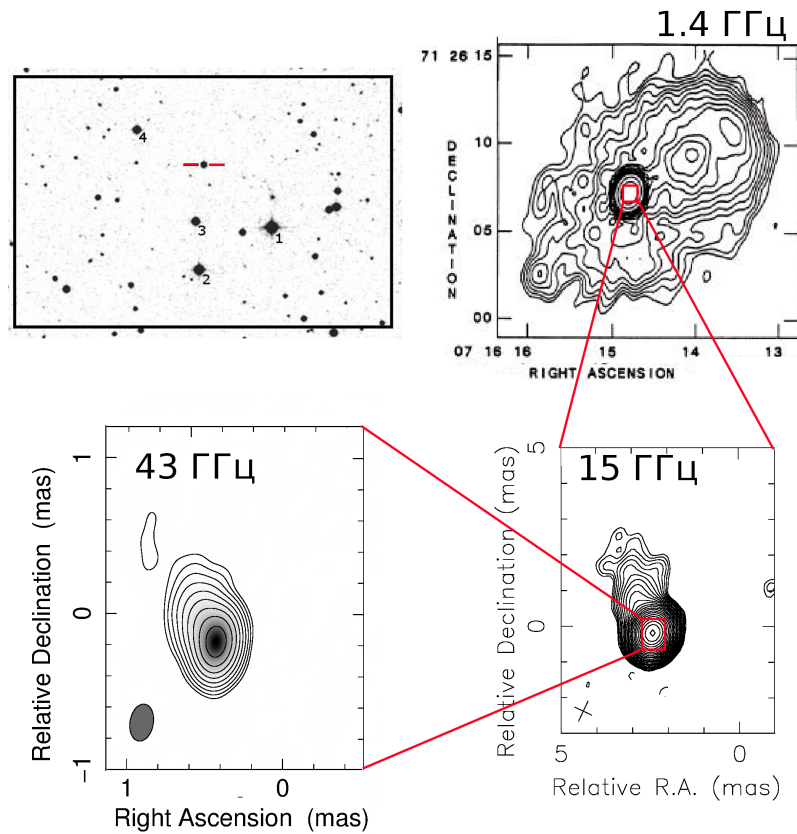 1.4 ГГц
4
3
1
2
71 26 15
10
05
00
DECLINATION
07 16 16
15
14
13
RIGHT ASCENSION
43 ГГц
1
0
−1
Relative Declination (mas)
1
0
Right Ascension (mas)
15 ГГц
5
0
Relative Declination (mas)
5
0
Relative R.A. (mas)